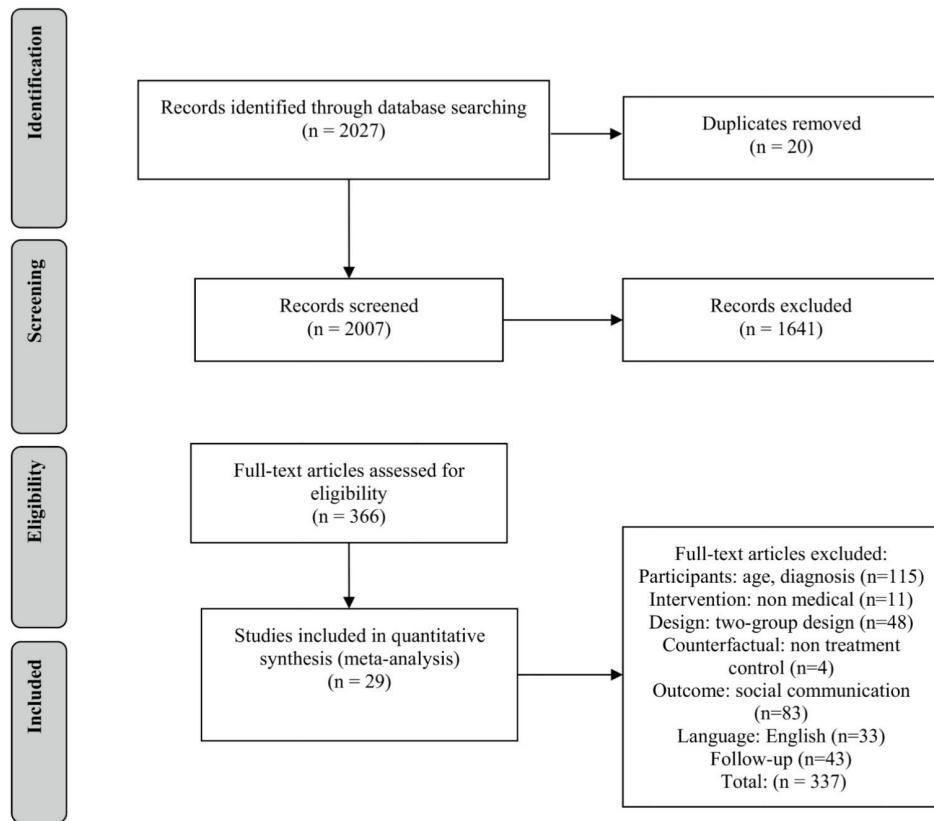 Identification
Records identified through database searching
(n = 2027)
Duplicates removed
(n = 20)
Screening
Records screened
(n = 2007)
Records excluded
(n = 1641)
Eligibility
Full-text articles assessed for
eligibility
(n = 366)
Full-text articles excluded:
Participants: age, diagnosis (n=115)
Intervention: non medical (n=11)
Design: two-group design (n=48)
Counterfactual: non treatment
control (n=4)
Outcome: social communication
(n=83)
Language: English (n=33)
Follow-up (n=43)
Total: (n = 337)
Included
Studies included in quantitative
synthesis (meta-analysis)
(n = 29)